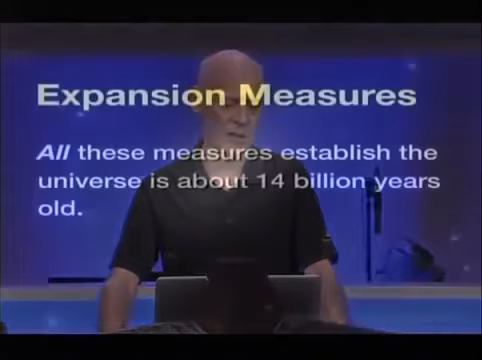 Expansion Measures
All these measures establish the
universe is about 14 billion years
old.